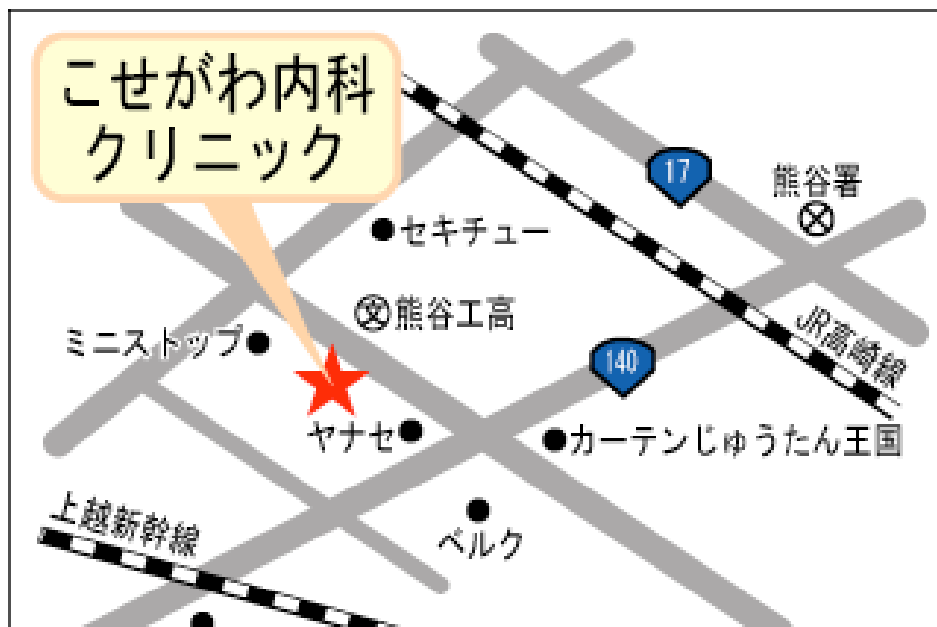 こせがわ内科
クリニック
17
熊谷署
セキチュー
文
熊谷工高
JR高崎線
ミニストップ
140
ヤナセ
カーテンじゅうたん王国
上越新幹線
ベルク